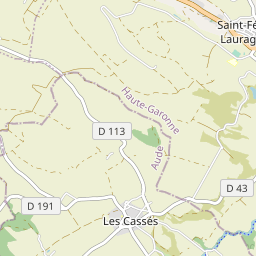 Saint-Fé
Laurag
Haute-Garonne
Aude
D 113
D 191
D 43
Les Cassés